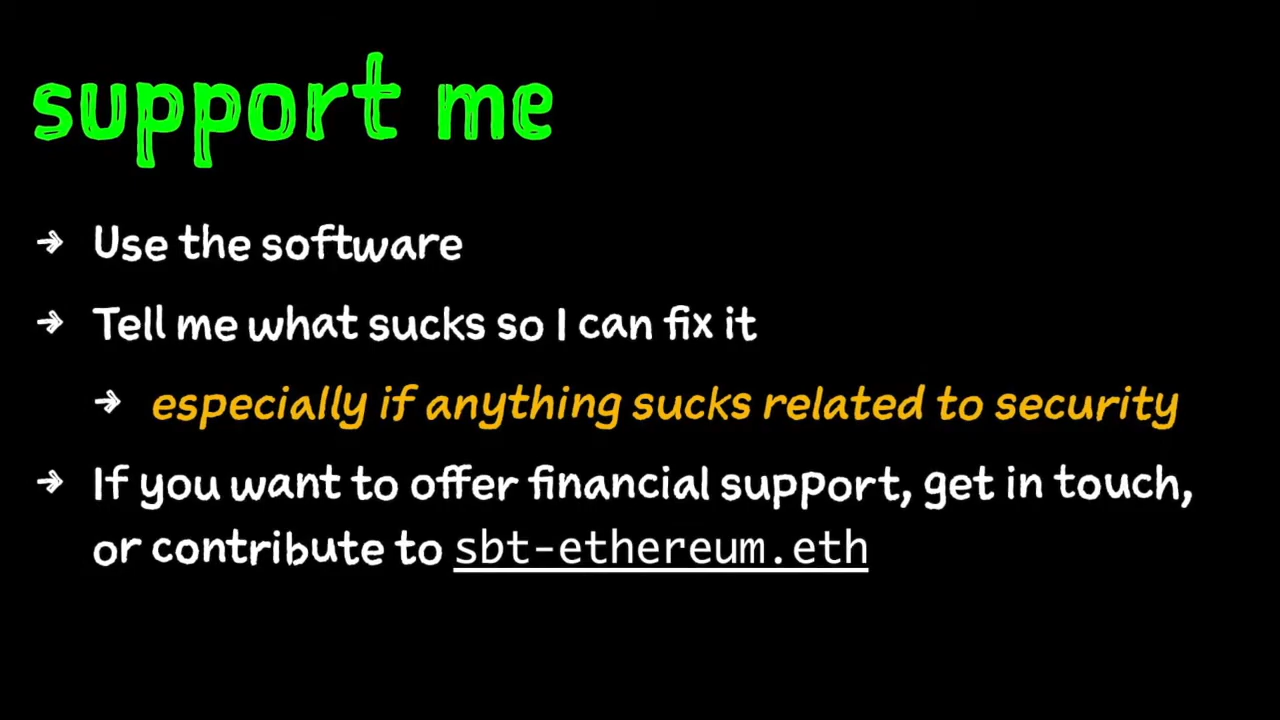 support me
→ Use the software
→ Tell me what sucks so I can fix it
→ especially if anything sucks related to security
→ If you want to offer financial support, get in touch,
or contribute to sbt-ethereum.eth